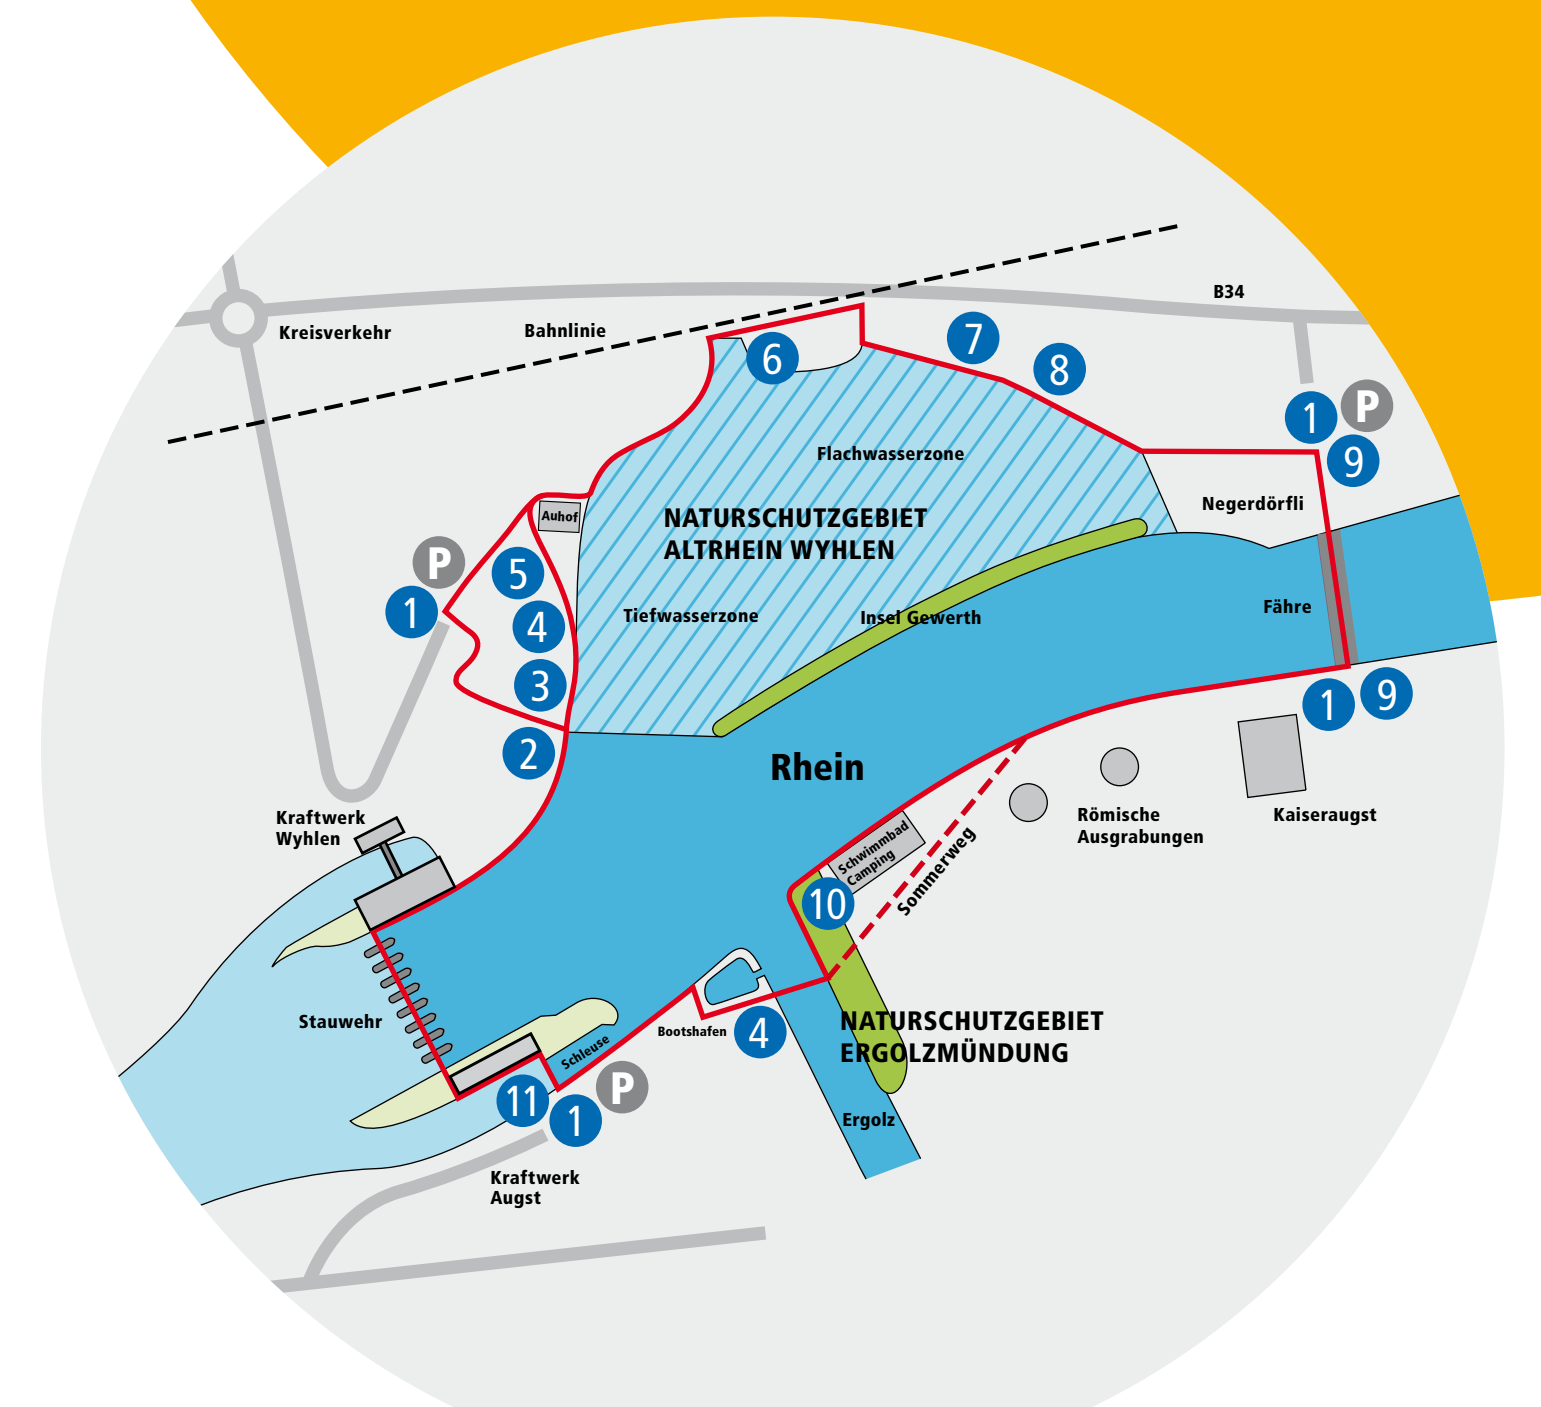 B34
Kreisverkehr
Bahnlinie
6
7
8
1
P
9
Flachwasserzone
Negerdörfli
Auhof
NATURSCHUTZGEBIET
ALTRHEIN WYHLEN
P
1
5
4
3
2
Tiefwasserzone
Insel Gewerth
Fähre
1
9
Rhein
Kraftwerk
Wyhlen
Römische
Ausgrabungen
Kaiseraugst
Schwimmbad
Camping
Sommerweg
10
Stauwehr
Schleuse
Bootshafen
4
NATURSCHUTZGEBIET
ERGOLZMÜNDUNG
11
1
P
Ergolz
Kraftwerk
Augst